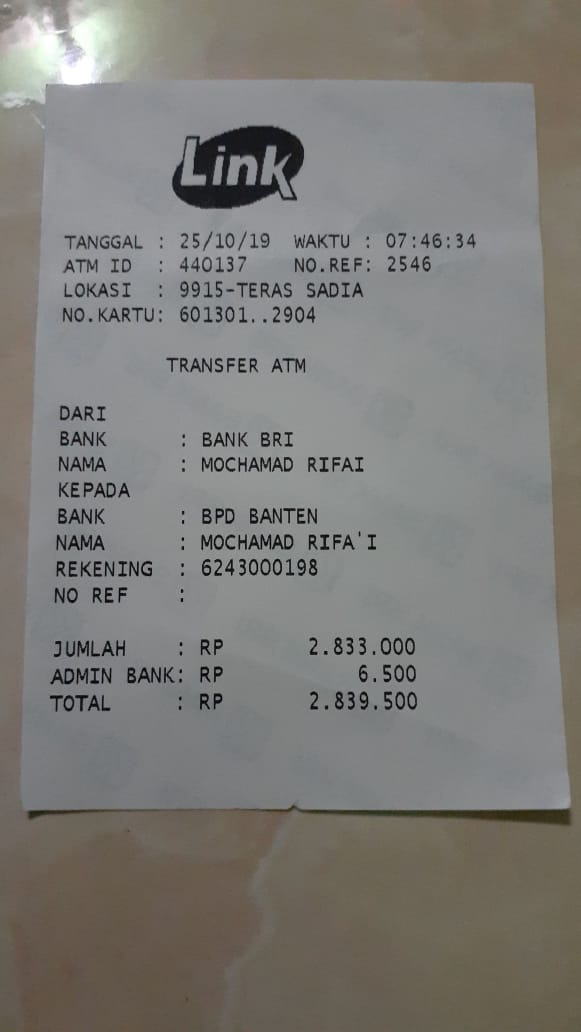 Link
TANGGAL : 25/10/19 WAKTU : 07:46:34
ATM ID : 440137 NO.REF: 2546
LOKASI : 9915-TERAS SADIA
NO.KARTU: 601301..2904
TRANSFER ATM
DARI
BANK : BANK BRI
NAMA : MOCHAMAD RIFAI
KEPADA
BANK : BPD BANTEN
NAMA : MOCHAMAD RIFA'I
REKENING : 6243000198
NO REF :
JUMLAH : RP 2.833.000
ADMIN BANK: RP 6.500
TOTAL : RP 2.839.500